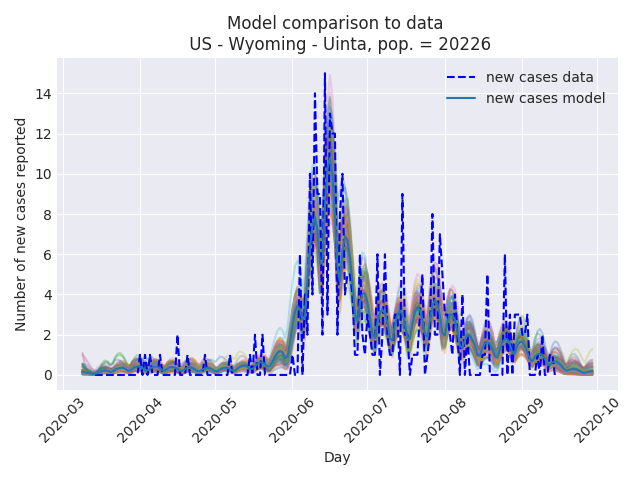 Model comparison to data
US - Wyoming - Uinta, pop. = 20226
new cases data
new cases model
Number of new cases reported
14
12
10
8
6
4
2
0
2020-03
2020-04
2020-05
2020-06
2020-07
2020-08
2020-09
2020-10
Day